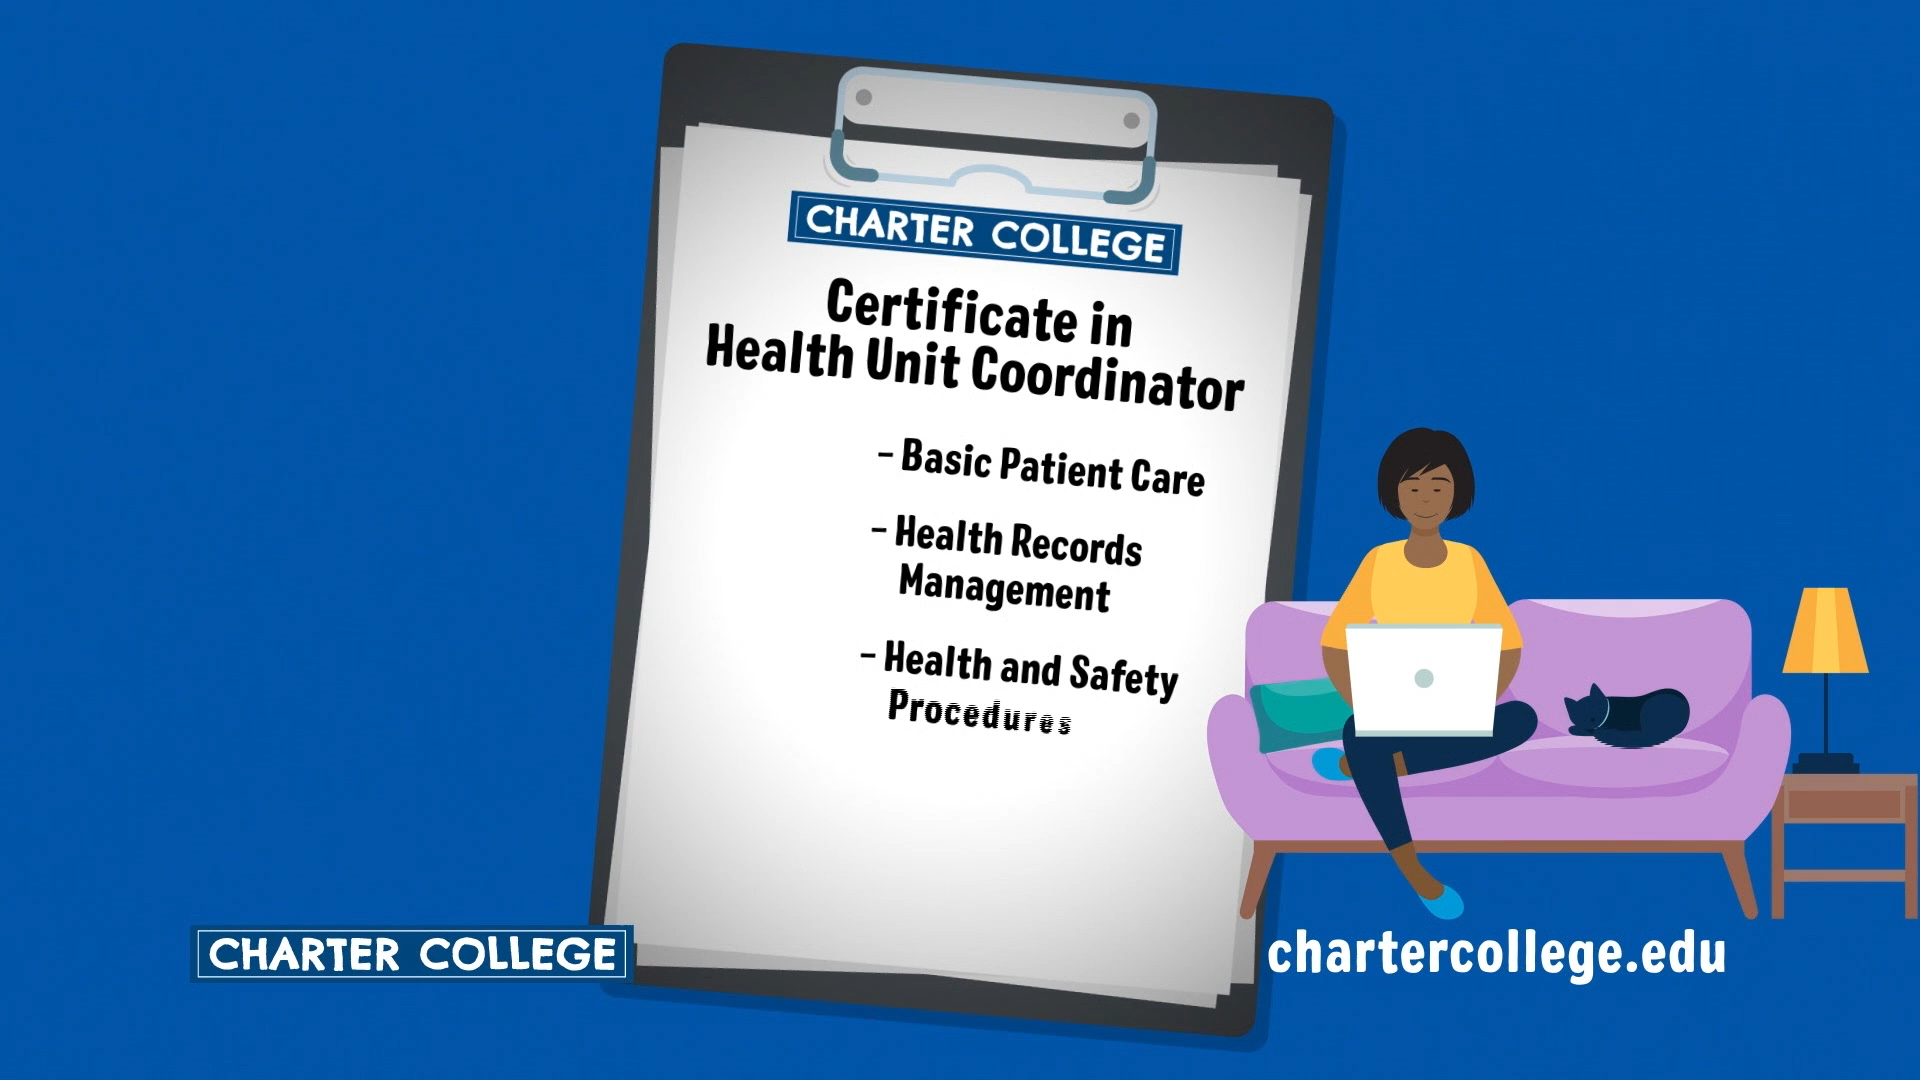 CHARTER COLLEGE
Certificate in
Health Unit Coordinator
- Basic Patient Care
- Health Records
Management
- Health and Safety
Procedures
CHARTER COLLEGE
chartercollege.edu